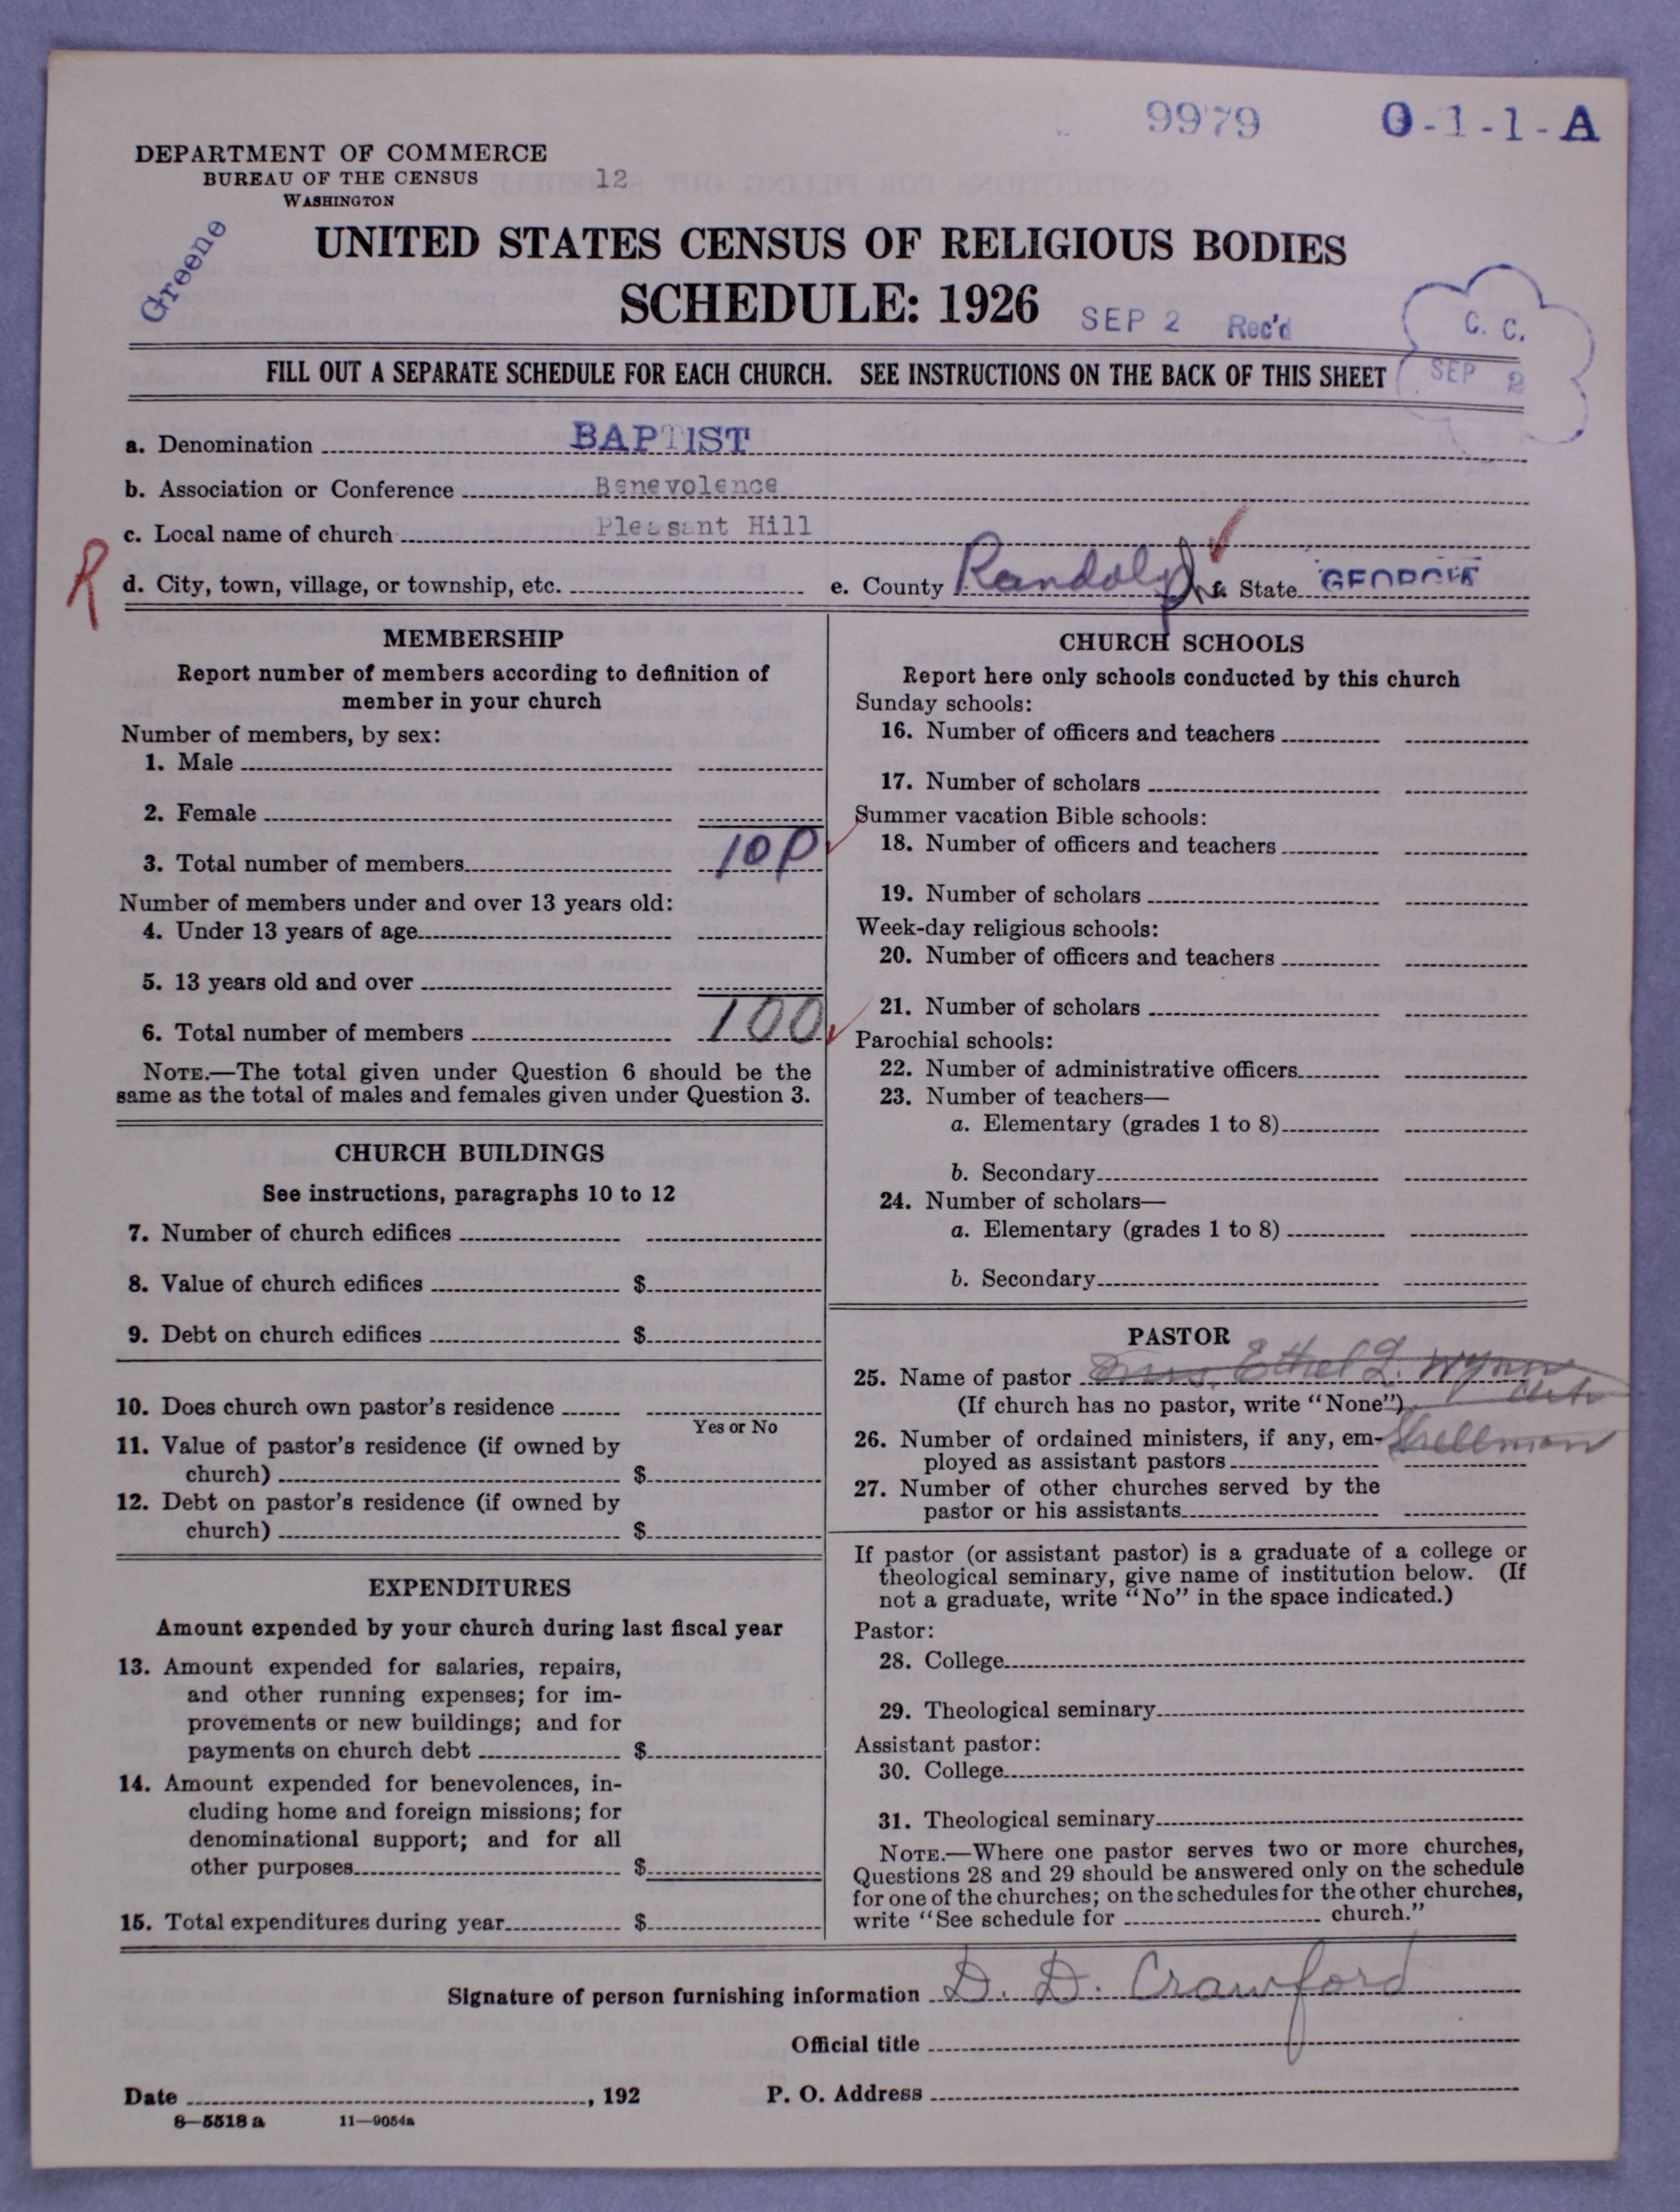 9979 0-1-1-A
DEPARTMENT OF COMMERCE
BUREAU OF THE CENSUS 12
WASHINGTON
Greene
UNITED STATES CENSUS OF RELIGIOUS BODIES
SCHEDULE: 1926 SEP 2 Rec'd
C. C.
SEP 2
FILL OUT A SEPARATE SCHEDULE FOR EACH CHURCH. SEE INSTRUCTIONS ON THE BACK OF THIS SHEET
a. Denomination BAPTIST
b. Association or Conference Benevolence
c. Local name of church Pleasant Hill
R
d. City, town, village, or township, etc. e. County Randolph f. State GEORGIA
MEMBERSHIP
Report number of members according to definition of
member in your church
Number of members, by sex:
1. Male
2. Female
3. Total number of members 100
Number of members under and over 13 years old:
4. Under 13 years of age
5. 13 years old and over
6. Total number of members 100
NOTE.—The total given under Question 6 should be the
same as the total of males and females given under Question 3.
CHURCH BUILDINGS
See instructions, paragraphs 10 to 12
7. Number of church edifices
8. Value of church edifices $
9. Debt on church edifices $
10. Does church own pastor's residence
Yes or No
11. Value of pastor's residence (if owned by
church) $
12. Debt on pastor's residence (if owned by
church) $
EXPENDITURES
Amount expended by your church during last fiscal year
13. Amount expended for salaries, repairs,
and other running expenses; for im-
provements or new buildings; and for
payments on church debt $
14. Amount expended for benevolences, in-
cluding home and foreign missions; for
denominational support; and for all
other purposes $
15. Total expenditures during year $
CHURCH SCHOOLS
Report here only schools conducted by this church
Sunday schools:
16. Number of officers and teachers
17. Number of scholars
Summer vacation Bible schools:
18. Number of officers and teachers
19. Number of scholars
Week-day religious schools:
20. Number of officers and teachers
21. Number of scholars
Parochial schools:
22. Number of administrative officers
23. Number of teachers—
a. Elementary (grades 1 to 8)
b. Secondary
24. Number of scholars—
a. Elementary (grades 1 to 8)
b. Secondary
PASTOR
25. Name of pastor Mrs. Ethel L. Wynn
(If church has no pastor, write "None") Clerk
26. Number of ordained ministers, if any, em- Shellman
ployed as assistant pastors
27. Number of other churches served by the
pastor or his assistants
If pastor (or assistant pastor) is a graduate of a college or
theological seminary, give name of institution below. (If
not a graduate, write "No" in the space indicated.)
Pastor:
28. College
29. Theological seminary
Assistant pastor:
30. College
31. Theological seminary
NOTE.—Where one pastor serves two or more churches,
Questions 28 and 29 should be answered only on the schedule
for one of the churches; on the schedules for the other churches,
write "See schedule for church."
Signature of person furnishing information D. D. Crawford
Official title
Date , 192 P. O. Address
8—5518 a 11—9054a